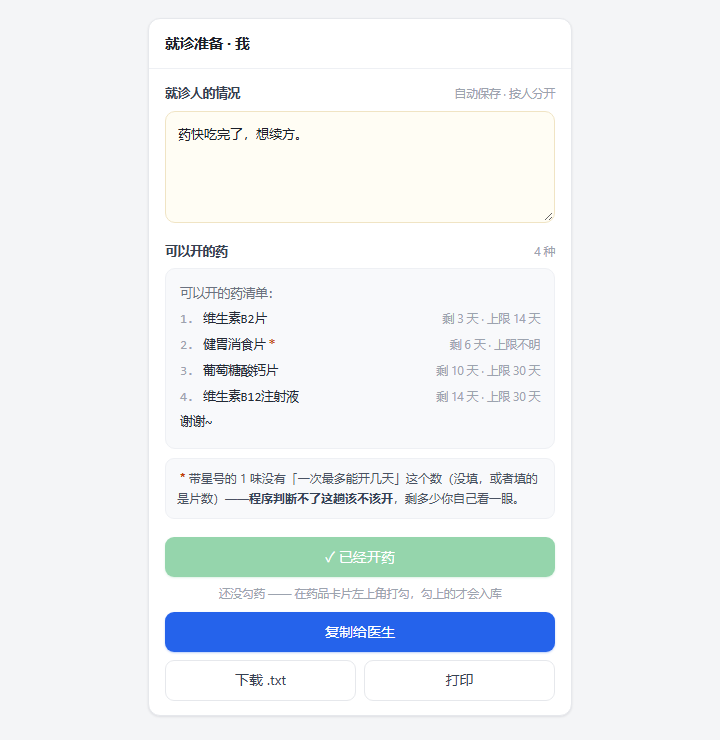 就诊准备 · 我
就诊人的情况 自动保存 · 按人分开
药快吃完了，想续方。
可以开的药 4 种
可以开的药清单：
1. 维生素B2片 剩 3 天 · 上限 14 天
2. 健胃消食片 * 剩 6 天 · 上限不明
3. 葡萄糖酸钙片 剩 10 天 · 上限 30 天
4. 维生素B12注射液 剩 14 天 · 上限 30 天
谢谢~
* 带星号的 1 味没有「一次最多能开几天」这个数（没填，或者填的
是片数）——程序判断不了这趟该不该开，剩多少你自己看一眼。
✓ 已经开药
还没勾药 —— 在药品卡片左上角打勾，勾上的才会入库
复制给医生
下载 .txt 打印